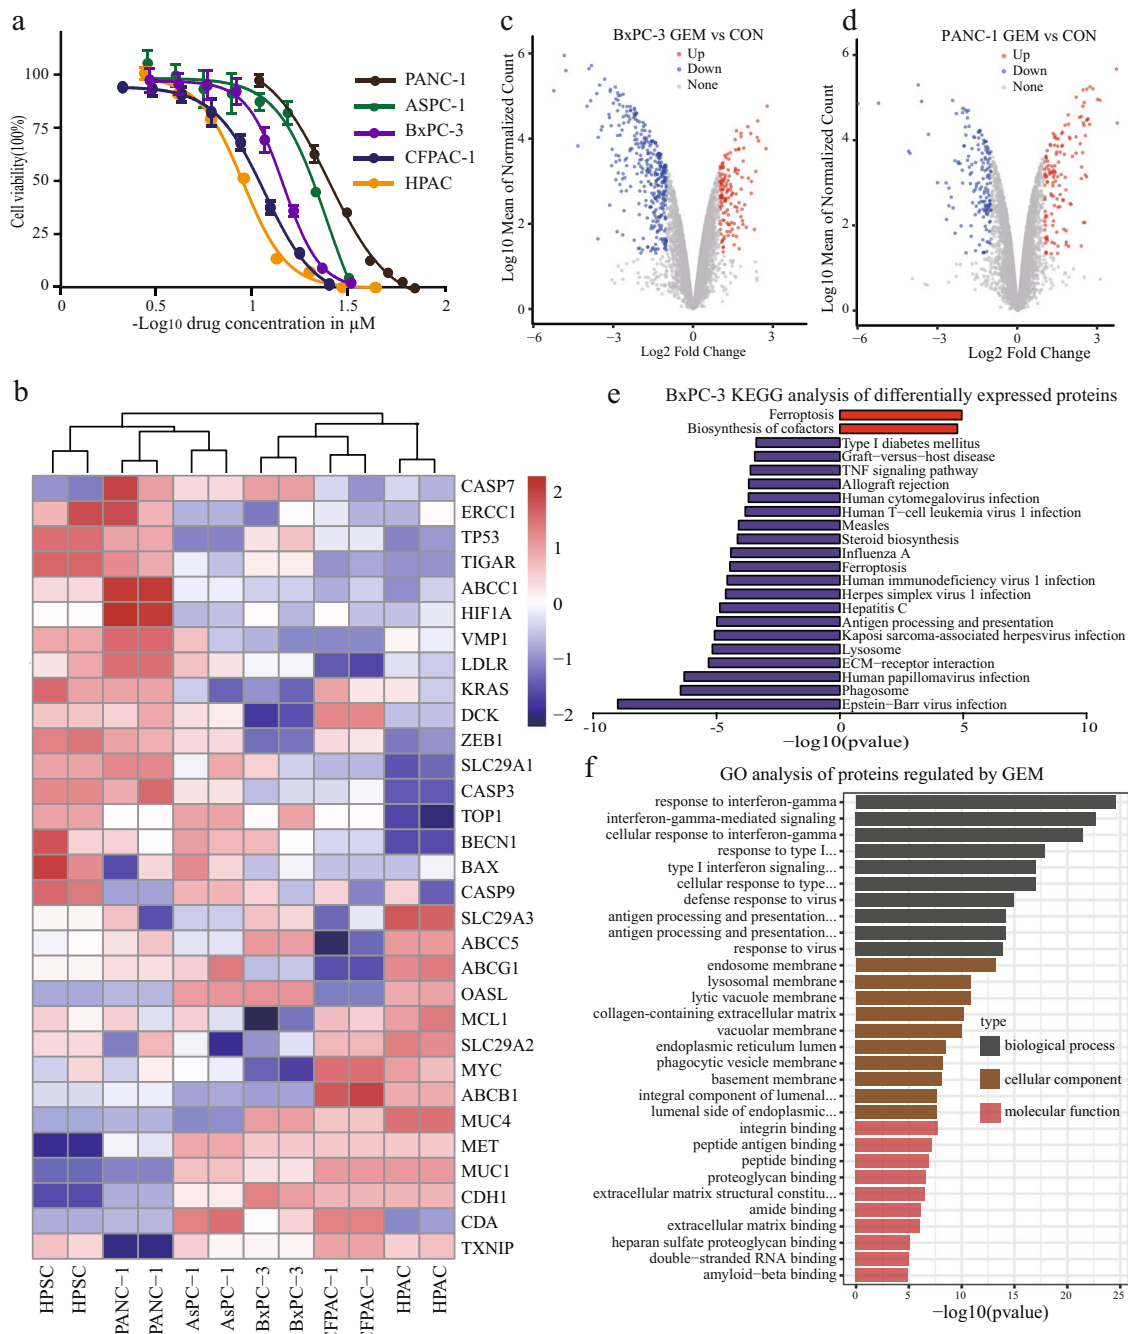 a
100
75
50
25
0
Cell viability(100%)
0
0.5
1
1.5
2
-Log10 drug concentration in µM
PANC-1
ASPC-1
BxPC-3
CFPAC-1
HPAC
c
BxPC-3 GEM vs CON
Up
Down
None
6
4
2
0
Log10 Mean of Normalized Count
−6
−3
0
3
Log2 Fold Change
d
PANC-1 GEM vs CON
Up
Down
None
6
4
2
0
Log10 Mean of Normalized Count
−6
−3
0
3
Log2 Fold Change
b
CASP7
ERCC1
TP53
TIGAR
ABCC1
HIF1A
VMP1
LDLR
KRAS
DCK
ZEB1
SLC29A1
CASP3
TOP1
BECN1
BAX
CASP9
SLC29A3
ABCC5
ABCG1
OASL
MCL1
SLC29A2
MYC
ABCB1
MUC4
MET
MUC1
CDH1
CDA
TXNIP
2
1
0
−1
−2
HPSC
HPSC
PANC−1
PANC−1
AsPC−1
AsPC−1
BxPC−3
BxPC−3
CFPAC−1
CFPAC−1
HPAC
HPAC
e
BxPC-3 KEGG analysis of differentially expressed proteins
Ferroptosis
Biosynthesis of cofactors
Type I diabetes mellitus
Graft−versus−host disease
TNF signaling pathway
Allograft rejection
Human cytomegalovirus infection
Human T−cell leukemia virus 1 infection
Measles
Steroid biosynthesis
Influenza A
Ferroptosis
Human immunodeficiency virus 1 infection
Herpes simplex virus 1 infection
Hepatitis C
Antigen processing and presentation
Kaposi sarcoma-associated herpesvirus infection
Lysosome
ECM−receptor interaction
Human papillomavirus infection
Phagosome
Epstein−Barr virus infection
-10
-5
0
5
10
−log10(pvalue)
f
GO analysis of proteins regulated by GEM
response to interferon-gamma
interferon-gamma-mediated signaling
cellular response to interferon-gamma
response to type I...
type I interferon signaling...
cellular response to type...
defense response to virus
antigen processing and presentation...
antigen processing and presentation...
response to virus
endosome membrane
lysosomal membrane
lytic vacuole membrane
collagen-containing extracellular matrix
vacuolar membrane
endoplasmic reticulum lumen
phagocytic vesicle membrane
basement membrane
integral component of lumenal...
lumenal side of endoplasmic...
integrin binding
peptide antigen binding
peptide binding
proteoglycan binding
extracellular matrix structural constitu...
amide binding
extracellular matrix binding
heparan sulfate proteoglycan binding
double-stranded RNA binding
amyloid-beta binding
type
biological process
cellular component
molecular function
0
5
10
15
20
25
−log10(pvalue)